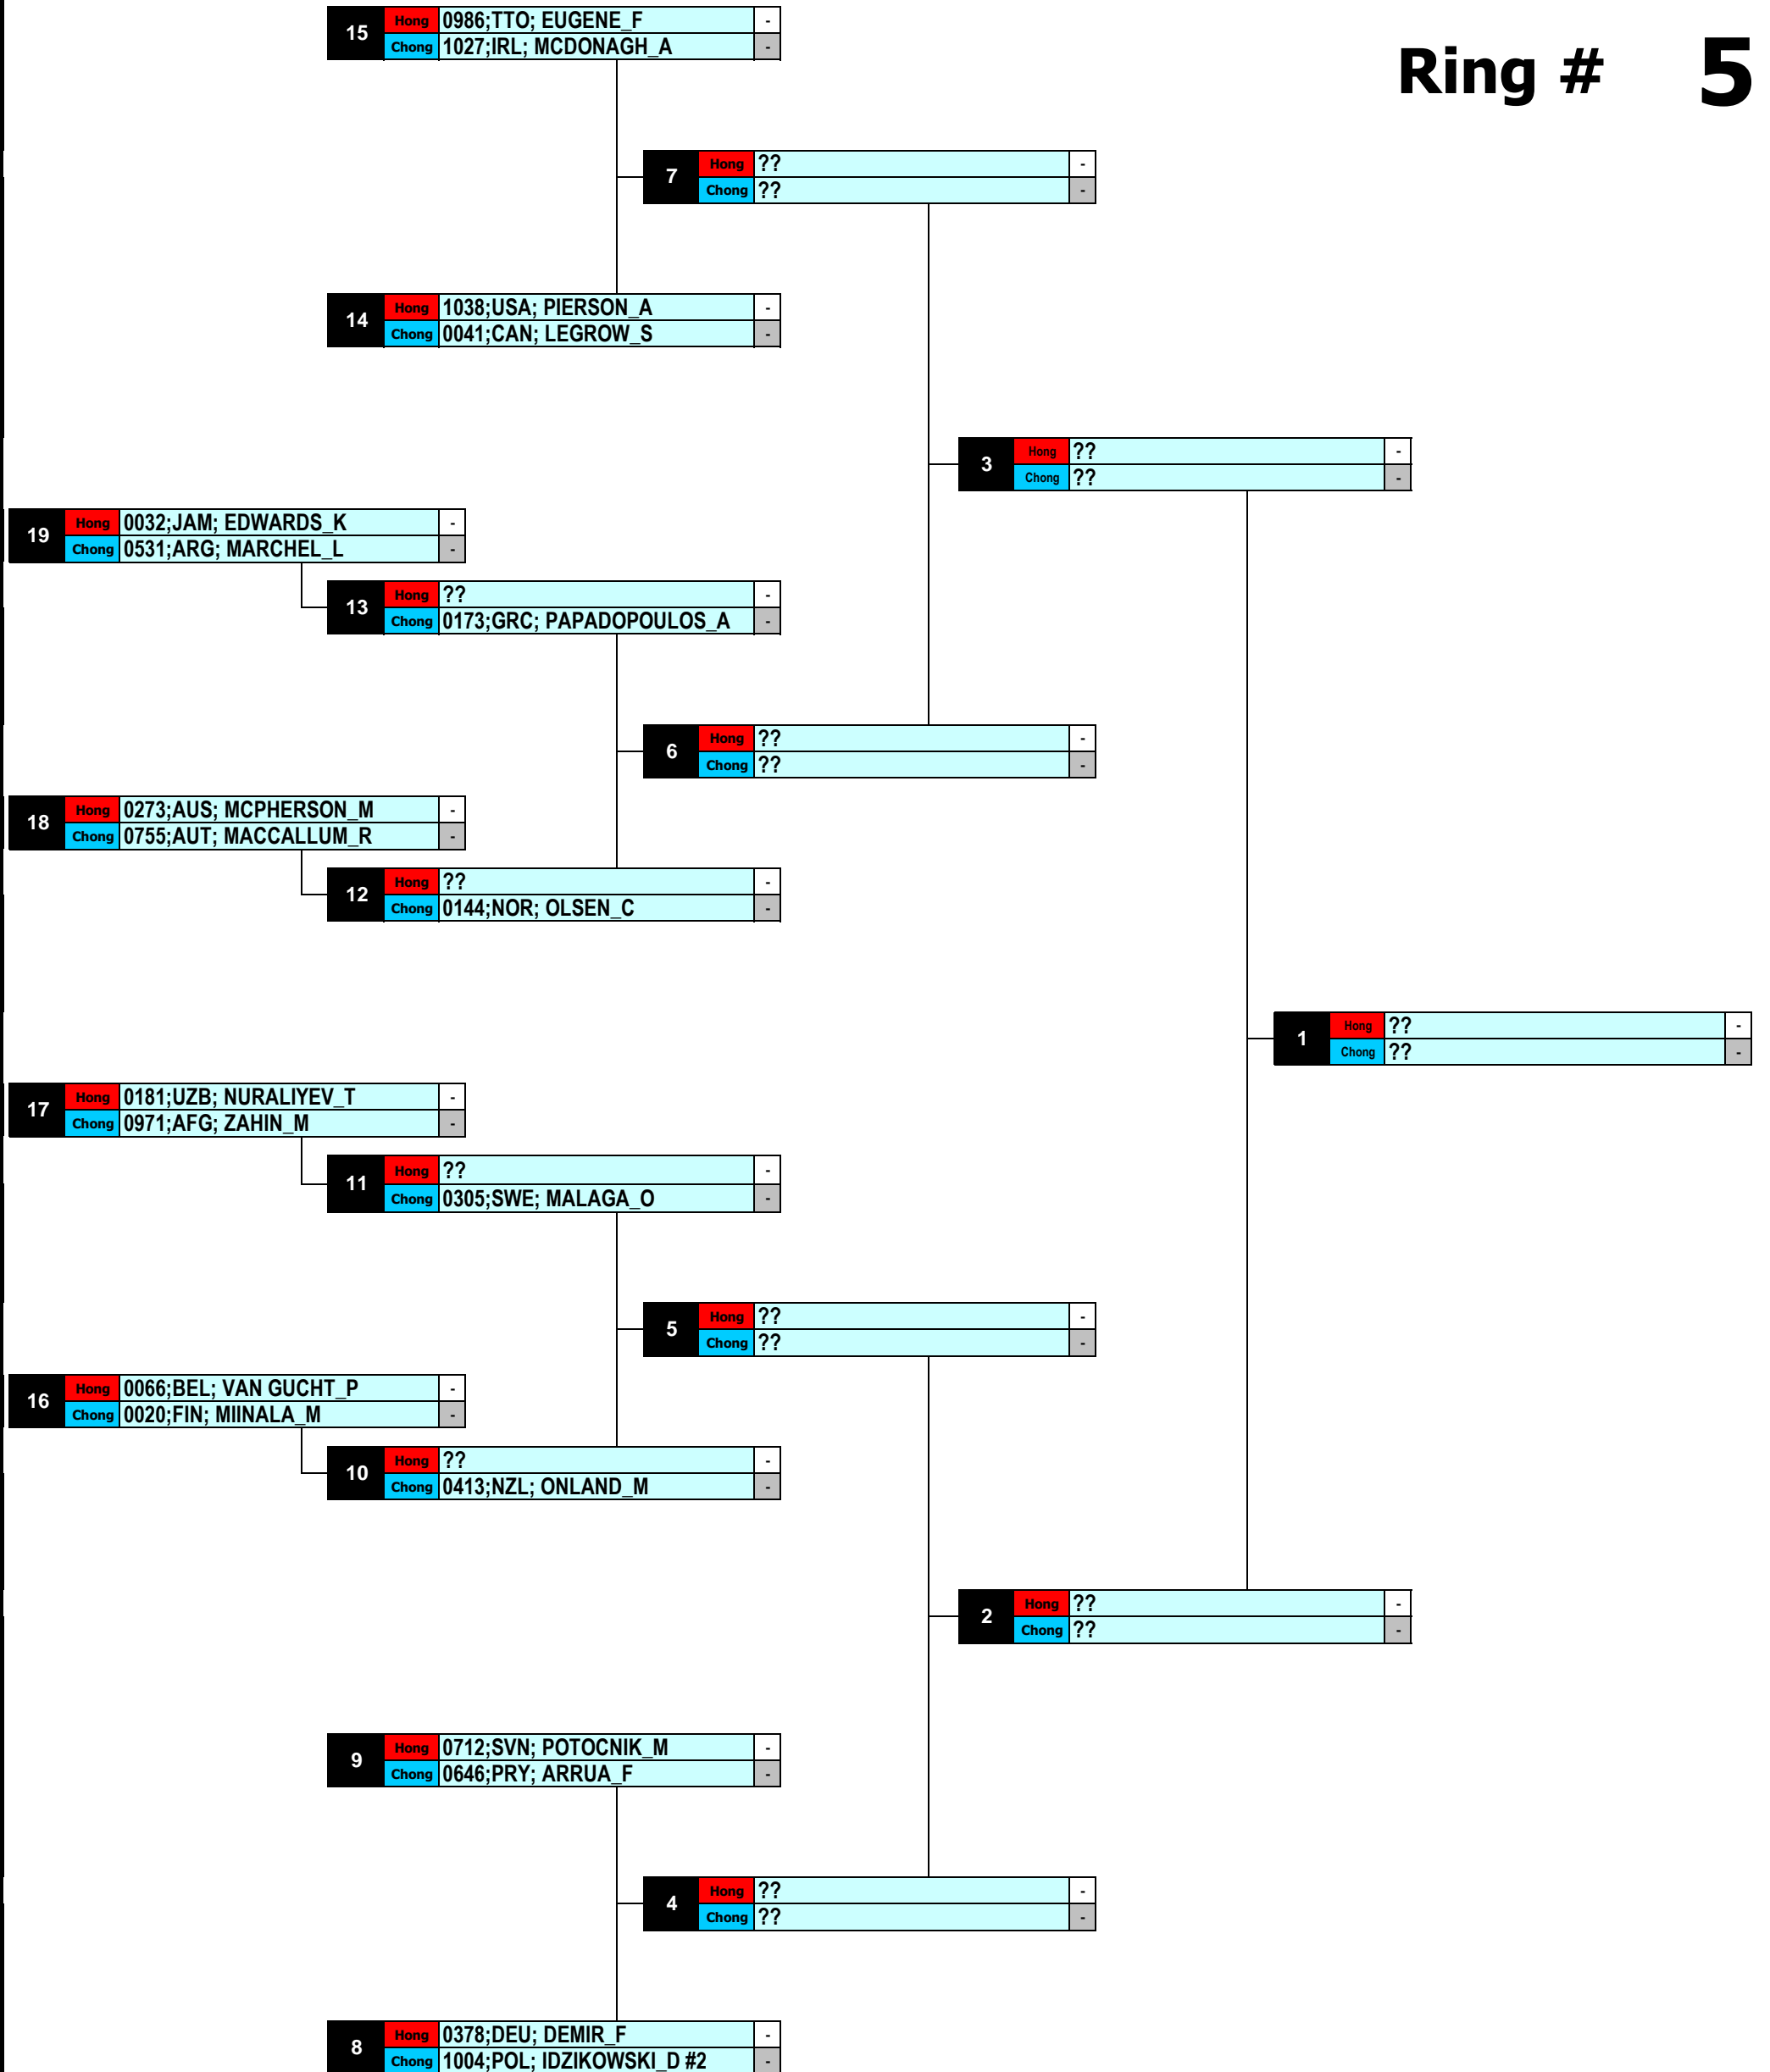 15 Hong 0986;TTO; EUGENE_F -
Chong 1027;IRL; MCDONAGH_A -
Ring # 5
7 Hong ?? -
Chong ?? -
14 Hong 1038;USA; PIERSON_A -
Chong 0041;CAN; LEGROW_S -
3 Hong ?? -
Chong ?? -
19 Hong 0032;JAM; EDWARDS_K -
Chong 0531;ARG; MARCHEL_L -
13 Hong ?? -
Chong 0173;GRC; PAPADOPOULOS_A -
6 Hong ?? -
Chong ?? -
18 Hong 0273;AUS; MCPHERSON_M -
Chong 0755;AUT; MACCALLUM_R -
12 Hong ?? -
Chong 0144;NOR; OLSEN_C -
1 Hong ?? -
Chong ?? -
17 Hong 0181;UZB; NURALIYEV_T -
Chong 0971;AFG; ZAHIN_M -
11 Hong ?? -
Chong 0305;SWE; MALAGA_O -
5 Hong ?? -
Chong ?? -
16 Hong 0066;BEL; VAN GUCHT_P -
Chong 0020;FIN; MIINALA_M -
10 Hong ?? -
Chong 0413;NZL; ONLAND_M -
2 Hong ?? -
Chong ?? -
9 Hong 0712;SVN; POTOCNIK_M -
Chong 0646;PRY; ARRUA_F -
4 Hong ?? -
Chong ?? -
8 Hong 0378;DEU; DEMIR_F -
Chong 1004;POL; IDZIKOWSKI_D #2 -